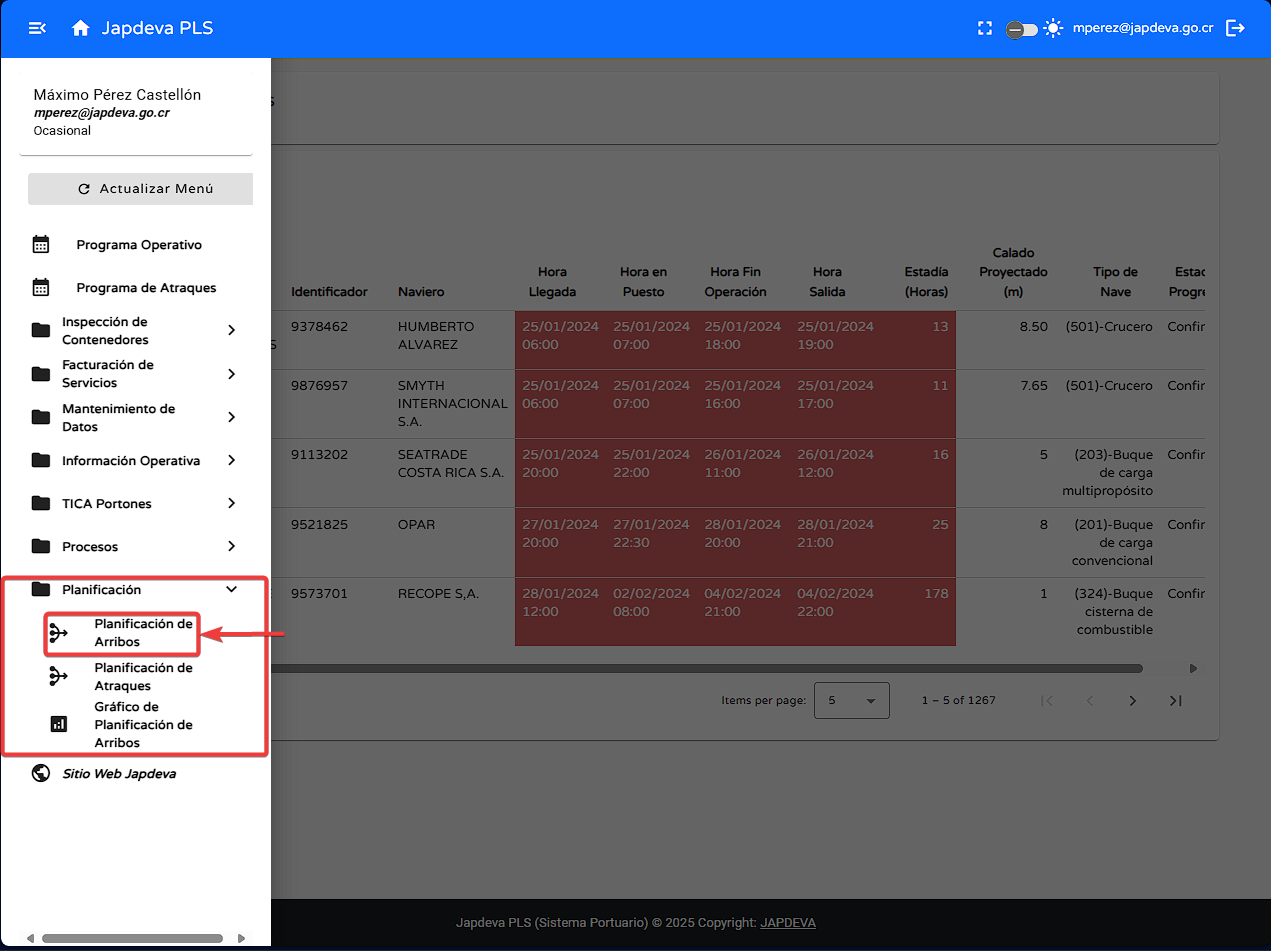 Japdeva PLS
mperez@japdeva.go.cr
Máximo Pérez Castellón
mperez@japdeva.go.cr
Ocasional
Actualizar Menú
Programa Operativo
Programa de Atraques
Inspección de
Contenedores
Facturación de
Servicios
Mantenimiento de
Datos
Información Operativa
TICA Portones
Procesos
Planificación
Planificación de
Arribos
Planificación de
Atraques
Gráfico de
Planificación de
Arribos
Sitio Web Japdeva
s
Calado
Hora Hora en Hora Fin Hora Estadía Proyectado Tipo de Estad
Identificador Naviero Llegada Puesto Operación Salida (Horas) (m) Nave Progre
9378462 HUMBERTO 25/01/2024 25/01/2024 25/01/2024 25/01/2024 13 8.50 (501)-Crucero Confir
S ALVAREZ 06:00 07:00 18:00 19:00
9876957 SMYTH 25/01/2024 25/01/2024 25/01/2024 25/01/2024 11 7.65 (501)-Crucero Confir
INTERNACIONAL 06:00 07:00 16:00 17:00
S.A.
9113202 SEATRADE 25/01/2024 25/01/2024 26/01/2024 26/01/2024 16 5 (203)-Buque Confir
COSTA RICA S.A. 20:00 22:00 11:00 12:00 de carga
multipropósito
9521825 OPAR 27/01/2024 27/01/2024 28/01/2024 28/01/2024 25 8 (201)-Buque Confir
20:00 22:30 20:00 21:00 de carga
convencional
9573701 RECOPE S,A. 28/01/2024 02/02/2024 04/02/2024 04/02/2024 178 1 (324)-Buque Confir
12:00 08:00 21:00 22:00 cisterna de
combustible
Items per page: 5 1 – 5 of 1267
Japdeva PLS (Sistema Portuario) © 2025 Copyright: JAPDEVA